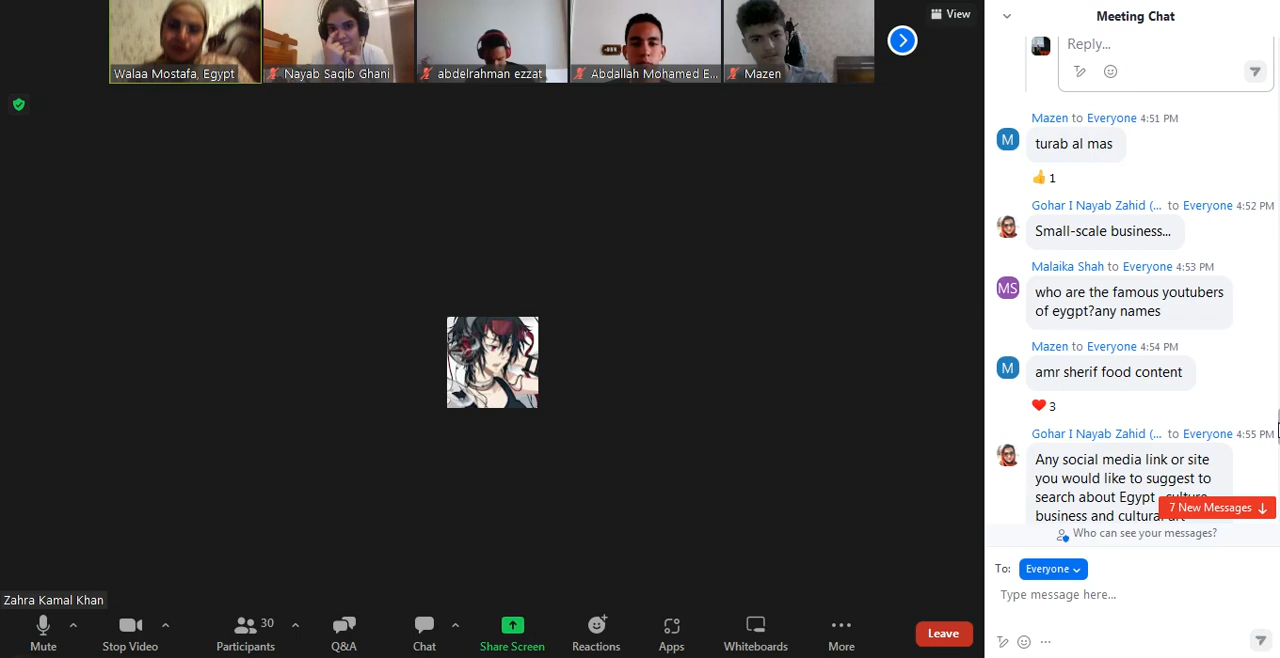 Walaa Mostafa, Egypt
Nayab Saqib Ghani
abdelrahman ezzat
Abdallah Mohamed E...
Mazen
View
Meeting Chat
Reply...
Mazen to Everyone 4:51 PM
M
turab al mas
👍 1
Gohar I Nayab Zahid (... to Everyone 4:52 PM
Small-scale business...
Malaika Shah to Everyone 4:53 PM
MS
who are the famous youtubers
of eygpt?any names
Mazen to Everyone 4:54 PM
M
amr sherif food content
❤️ 3
Gohar I Nayab Zahid (... to Everyone 4:55 PM
Any social media link or site
you would like to suggest to
search about Egypt - culture
business and cultural art
7 New Messages ↓
Who can see your messages?
To: Everyone
Type message here...
Zahra Kamal Khan
Mute
Stop Video
Participants
30
Q&A
Chat
Share Screen
Reactions
Apps
Whiteboards
More
Leave